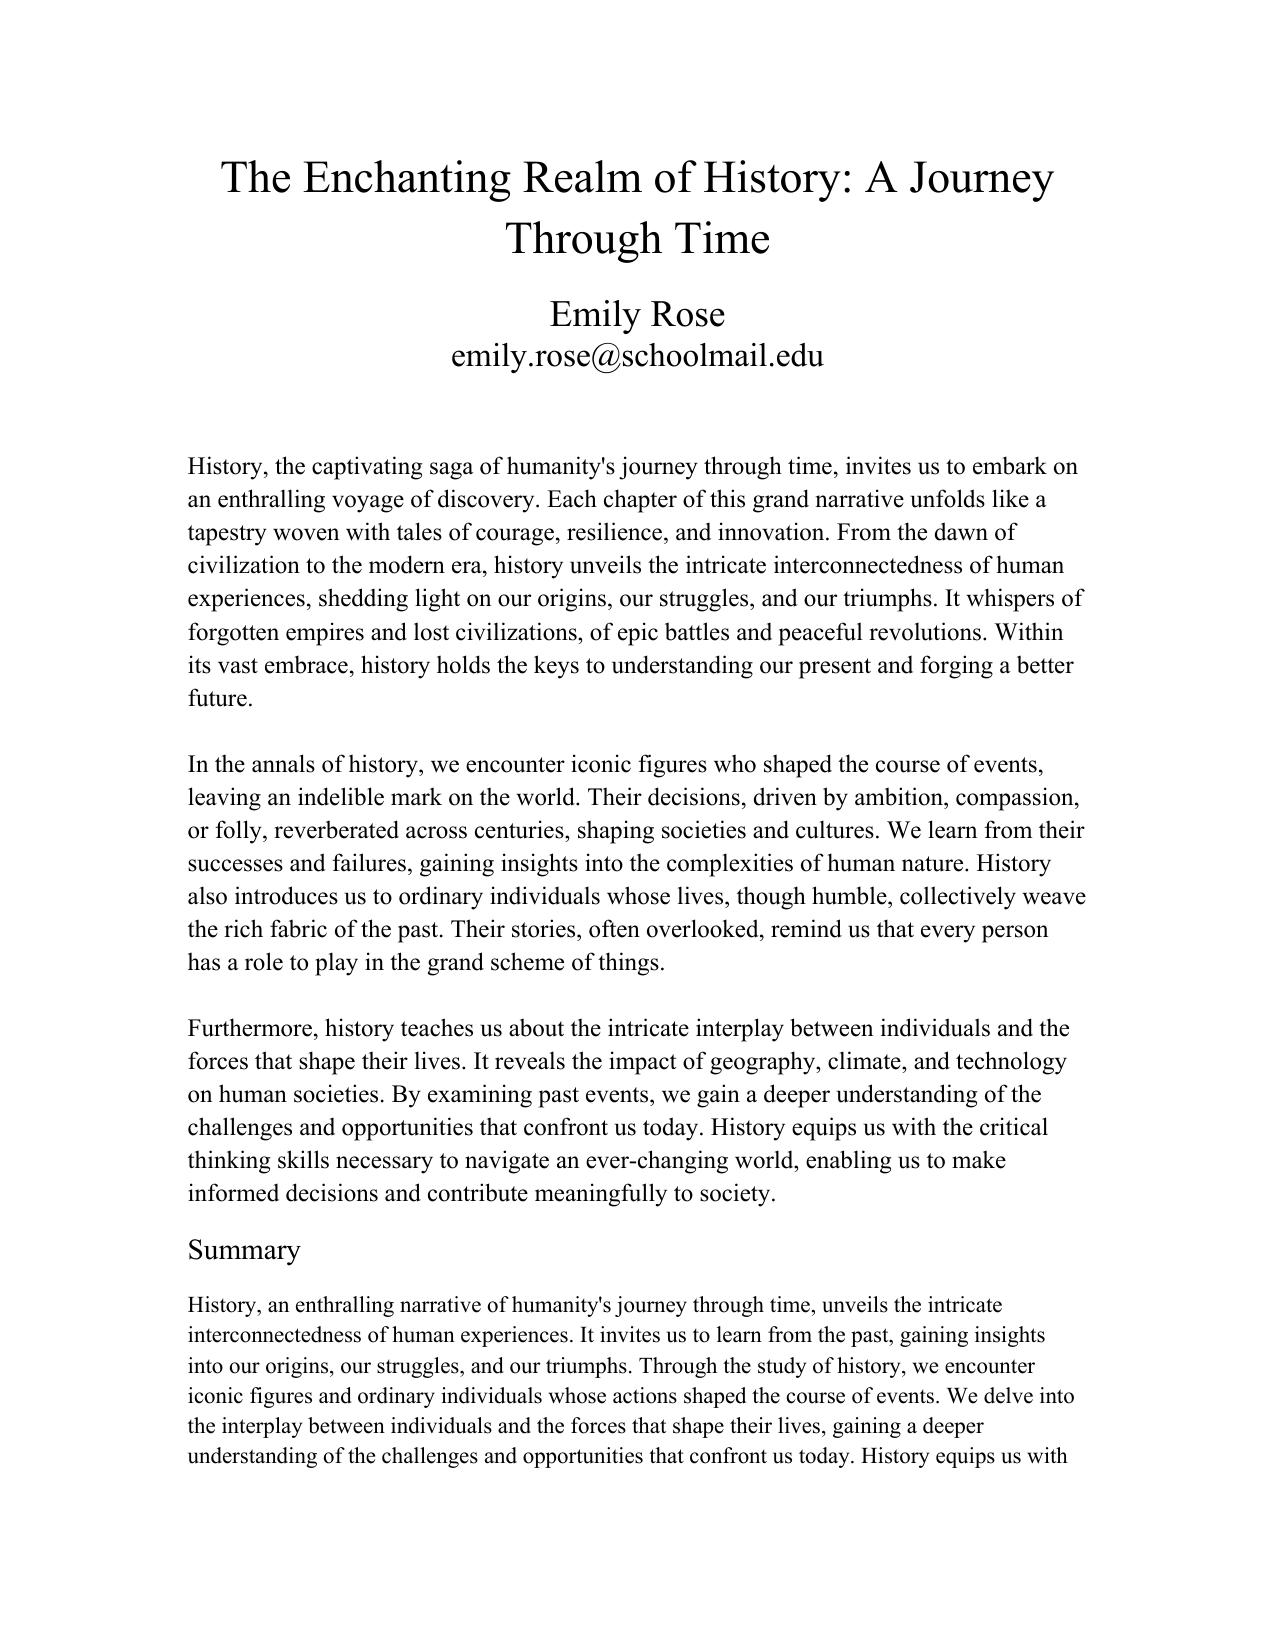 The Enchanting Realm of History: A Journey
Through Time
Emily Rose
emily.rose@schoolmail.edu
History, the captivating saga of humanity's journey through time, invites us to embark on
an enthralling voyage of discovery. Each chapter of this grand narrative unfolds like a
tapestry woven with tales of courage, resilience, and innovation. From the dawn of
civilization to the modern era, history unveils the intricate interconnectedness of human
experiences, shedding light on our origins, our struggles, and our triumphs. It whispers of
forgotten empires and lost civilizations, of epic battles and peaceful revolutions. Within
its vast embrace, history holds the keys to understanding our present and forging a better
future.
In the annals of history, we encounter iconic figures who shaped the course of events,
leaving an indelible mark on the world. Their decisions, driven by ambition, compassion,
or folly, reverberated across centuries, shaping societies and cultures. We learn from their
successes and failures, gaining insights into the complexities of human nature. History
also introduces us to ordinary individuals whose lives, though humble, collectively weave
the rich fabric of the past. Their stories, often overlooked, remind us that every person
has a role to play in the grand scheme of things.
Furthermore, history teaches us about the intricate interplay between individuals and the
forces that shape their lives. It reveals the impact of geography, climate, and technology
on human societies. By examining past events, we gain a deeper understanding of the
challenges and opportunities that confront us today. History equips us with the critical
thinking skills necessary to navigate an ever-changing world, enabling us to make
informed decisions and contribute meaningfully to society.
Summary
History, an enthralling narrative of humanity's journey through time, unveils the intricate
interconnectedness of human experiences. It invites us to learn from the past, gaining insights
into our origins, our struggles, and our triumphs. Through the study of history, we encounter
iconic figures and ordinary individuals whose actions shaped the course of events. We delve into
the interplay between individuals and the forces that shape their lives, gaining a deeper
understanding of the challenges and opportunities that confront us today. History equips us with